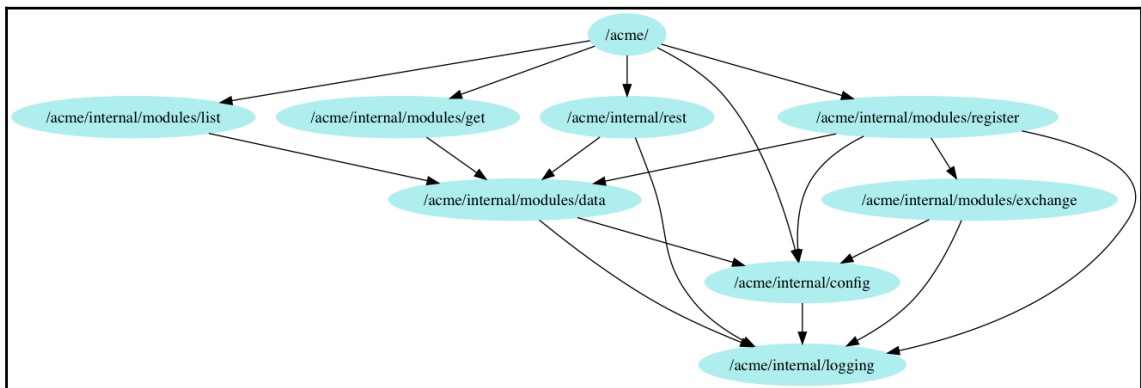 /acme/
/acme/internal/modules/list
/acme/internal/modules/get
/acme/internal/rest
/acme/internal/modules/register
/acme/internal/modules/data
/acme/internal/modules/exchange
/acme/internal/config
/acme/internal/logging